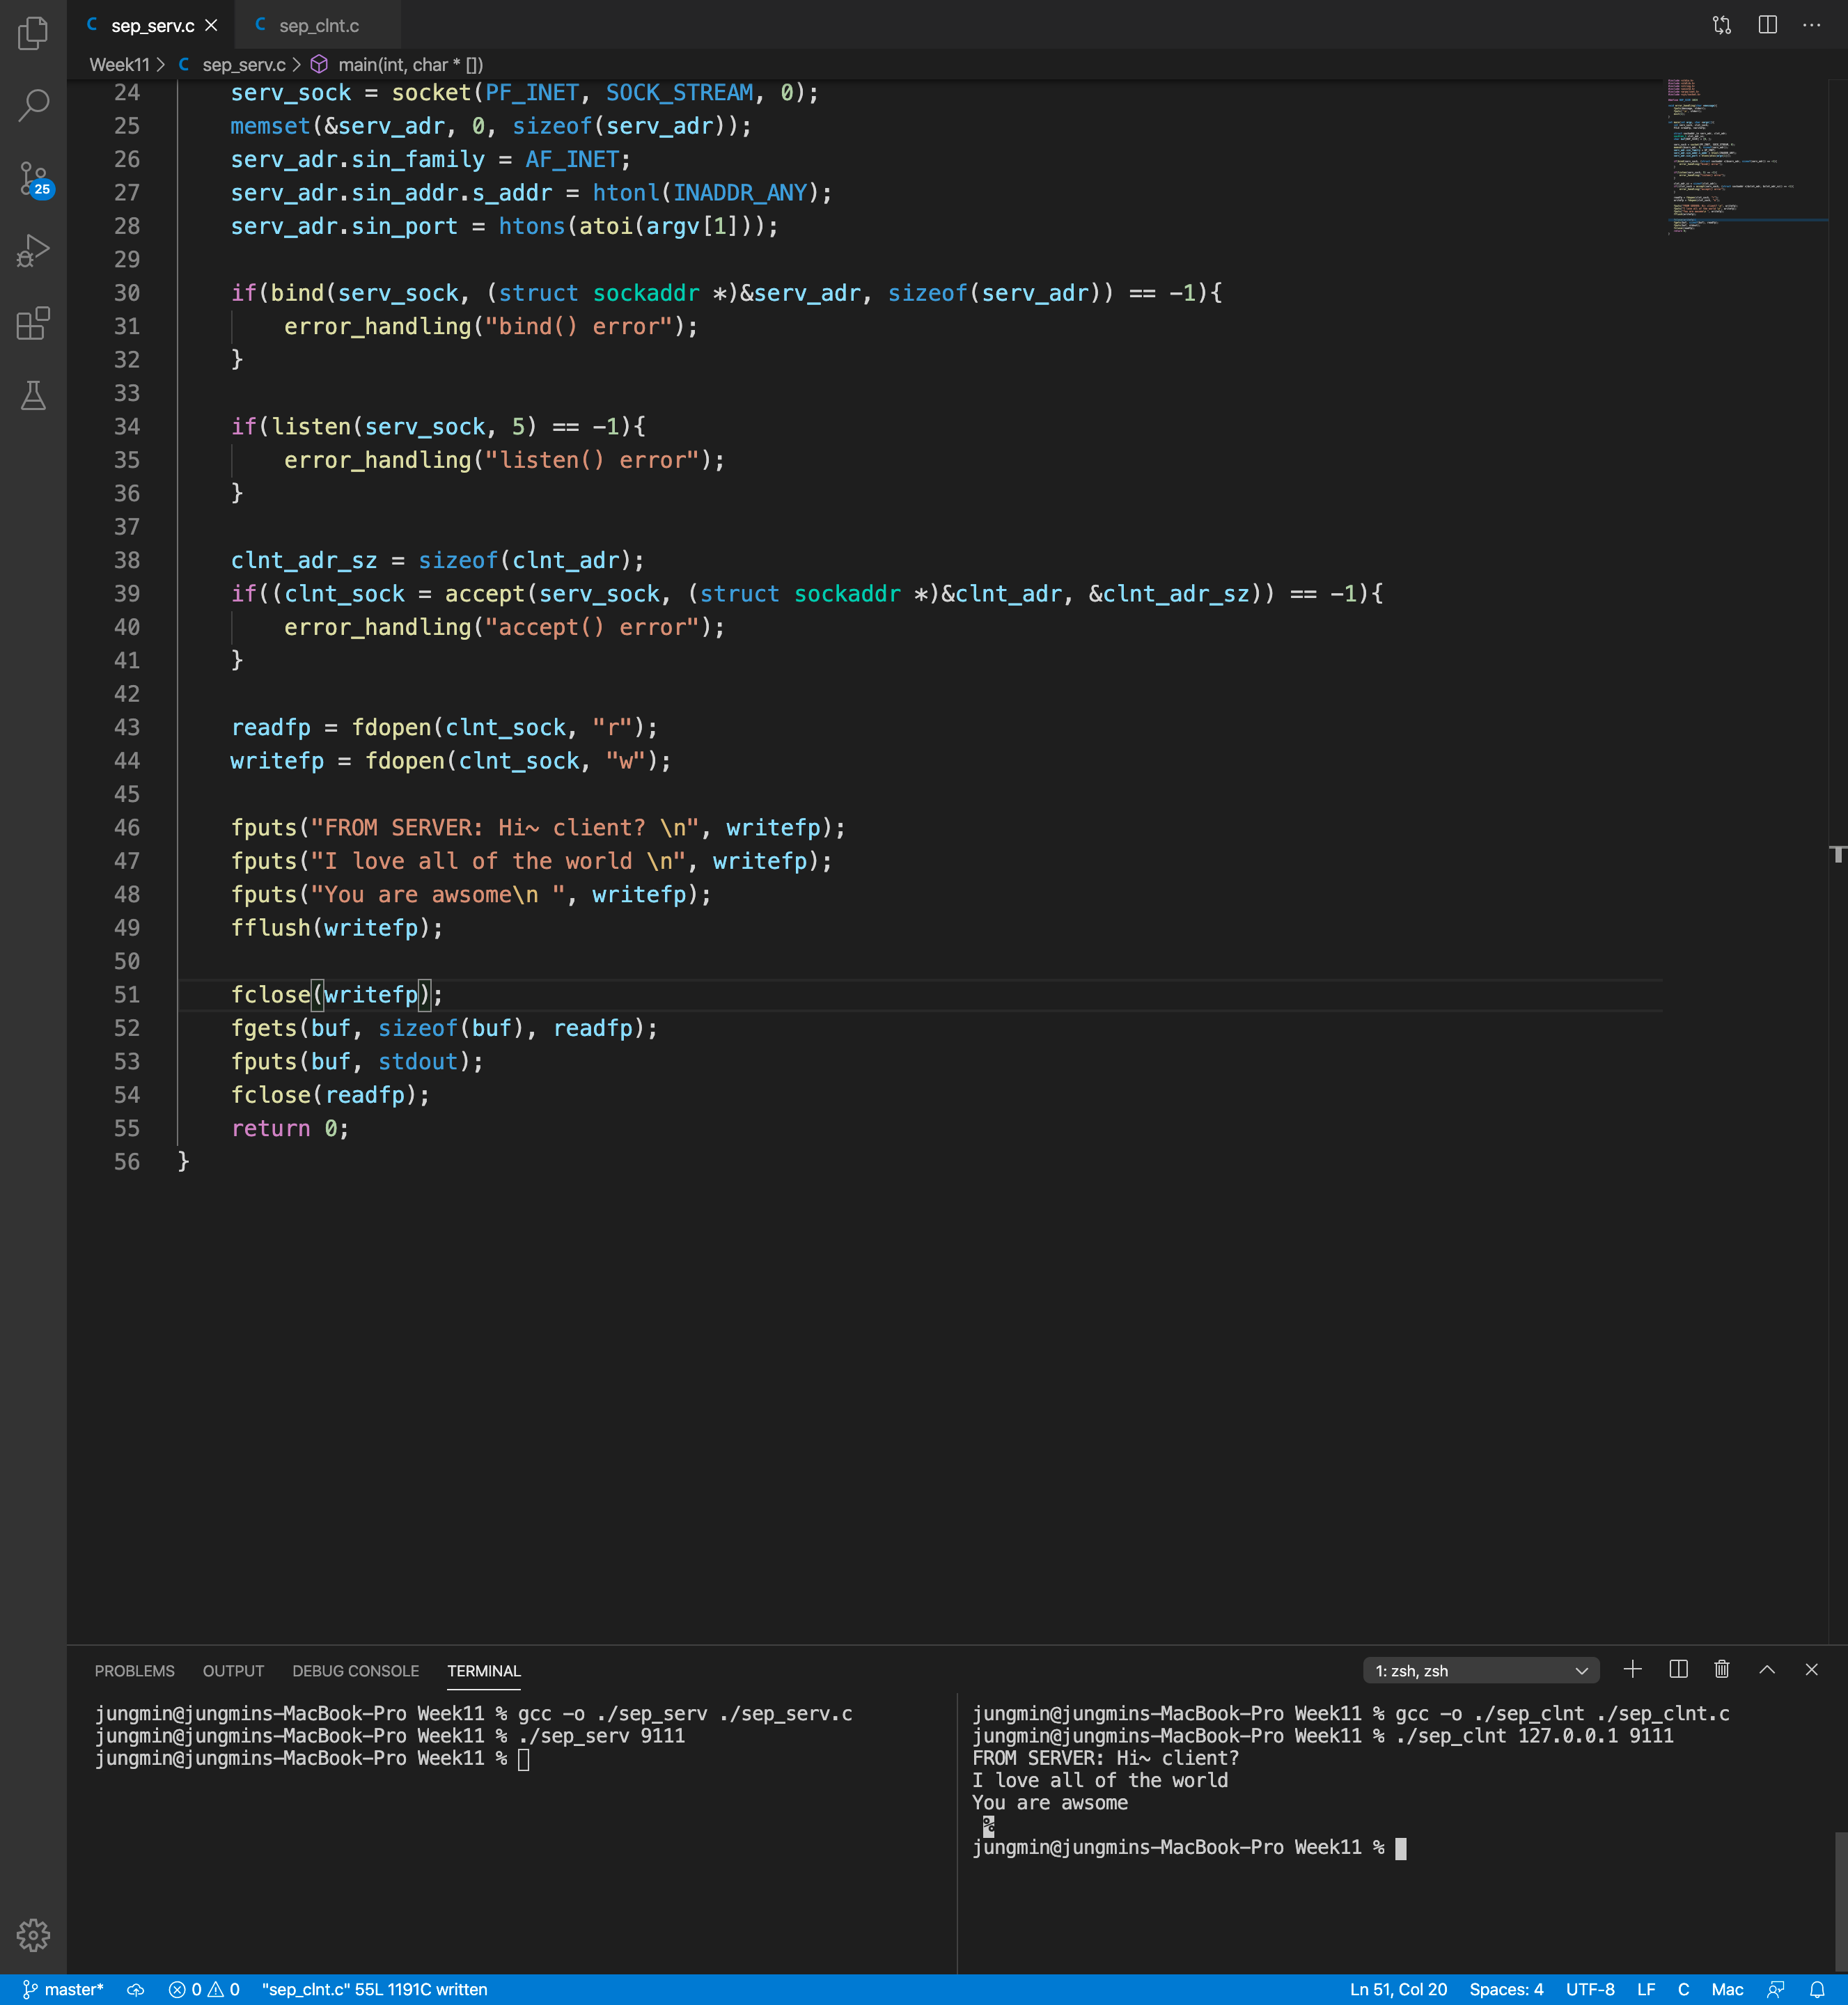 sep_serv.c
sep_clnt.c
Week11 > C sep_serv.c > main(int, char * [])
24 serv_sock = socket(PF_INET, SOCK_STREAM, 0);
25 memset(&serv_adr, 0, sizeof(serv_adr));
26 serv_adr.sin_family = AF_INET;
27 serv_adr.sin_addr.s_addr = htonl(INADDR_ANY);
28 serv_adr.sin_port = htons(atoi(argv[1]));
29
30 if(bind(serv_sock, (struct sockaddr *)&serv_adr, sizeof(serv_adr)) == -1){
31 error_handling("bind() error");
32 }
33
34 if(listen(serv_sock, 5) == -1){
35 error_handling("listen() error");
36 }
37
38 clnt_adr_sz = sizeof(clnt_adr);
39 if((clnt_sock = accept(serv_sock, (struct sockaddr *)&clnt_adr, &clnt_adr_sz)) == -1){
40 error_handling("accept() error");
41 }
42
43 readfp = fdopen(clnt_sock, "r");
44 writefp = fdopen(clnt_sock, "w");
45
46 fputs("FROM SERVER: Hi~ client? \n", writefp);
47 fputs("I love all of the world \n", writefp);
48 fputs("You are awsome\n ", writefp);
49 fflush(writefp);
50
51 fclose(writefp);
52 fgets(buf, sizeof(buf), readfp);
53 fputs(buf, stdout);
54 fclose(readfp);
55 return 0;
56 }
25
PROBLEMS OUTPUT DEBUG CONSOLE TERMINAL
1: zsh, zsh
jungmin@jungmins-MacBook-Pro Week11 % gcc -o ./sep_serv ./sep_serv.c
jungmin@jungmins-MacBook-Pro Week11 % ./sep_serv 9111
jungmin@jungmins-MacBook-Pro Week11 %
jungmin@jungmins-MacBook-Pro Week11 % gcc -o ./sep_clnt ./sep_clnt.c
jungmin@jungmins-MacBook-Pro Week11 % ./sep_clnt 127.0.0.1 9111
FROM SERVER: Hi~ client?
I love all of the world
You are awsome
%
jungmin@jungmins-MacBook-Pro Week11 %
master* 0 0 "sep_clnt.c" 55L 1191C written
Ln 51, Col 20 Spaces: 4 UTF-8 LF C Mac